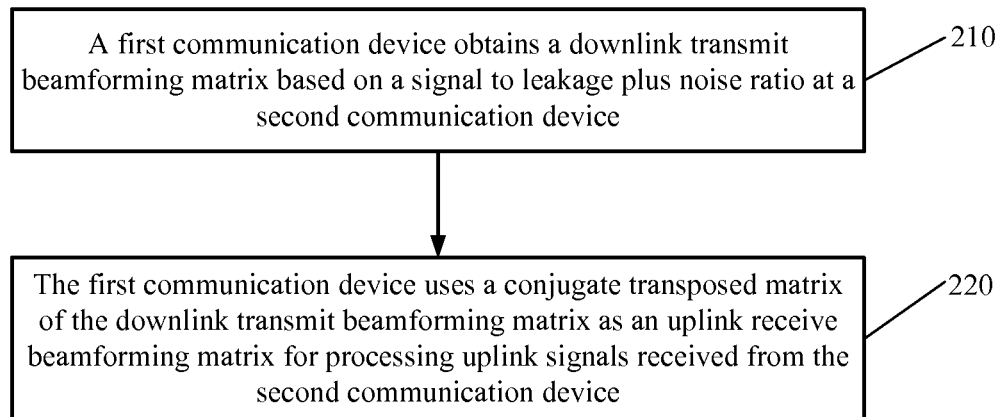 A first communication device obtains a downlink transmit
beamforming matrix based on a signal to leakage plus noise ratio at a
second communication device
210
The first communication device uses a conjugate transposed matrix
of the downlink transmit beamforming matrix as an uplink receive
beamforming matrix for processing uplink signals received from the
second communication device
220